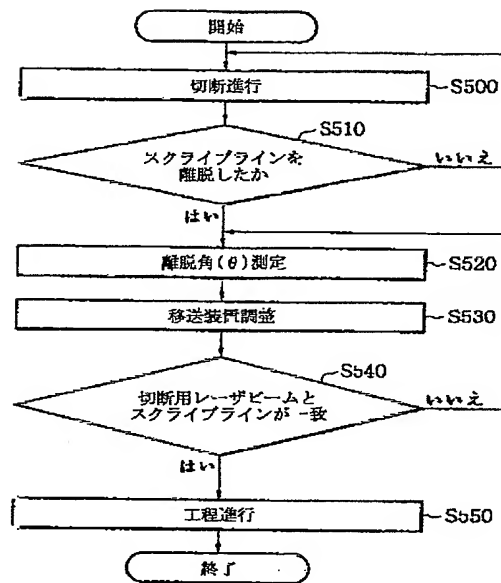 開始
切断進行
S500
S510
スクライブラインを
離脱したか
いいえ
はい
離脱角(θ)測定
S520
移送装置調整
S530
S540
切断用レーザビームと
スクライブラインが一致
いいえ
はい
工程進行
S550
終了